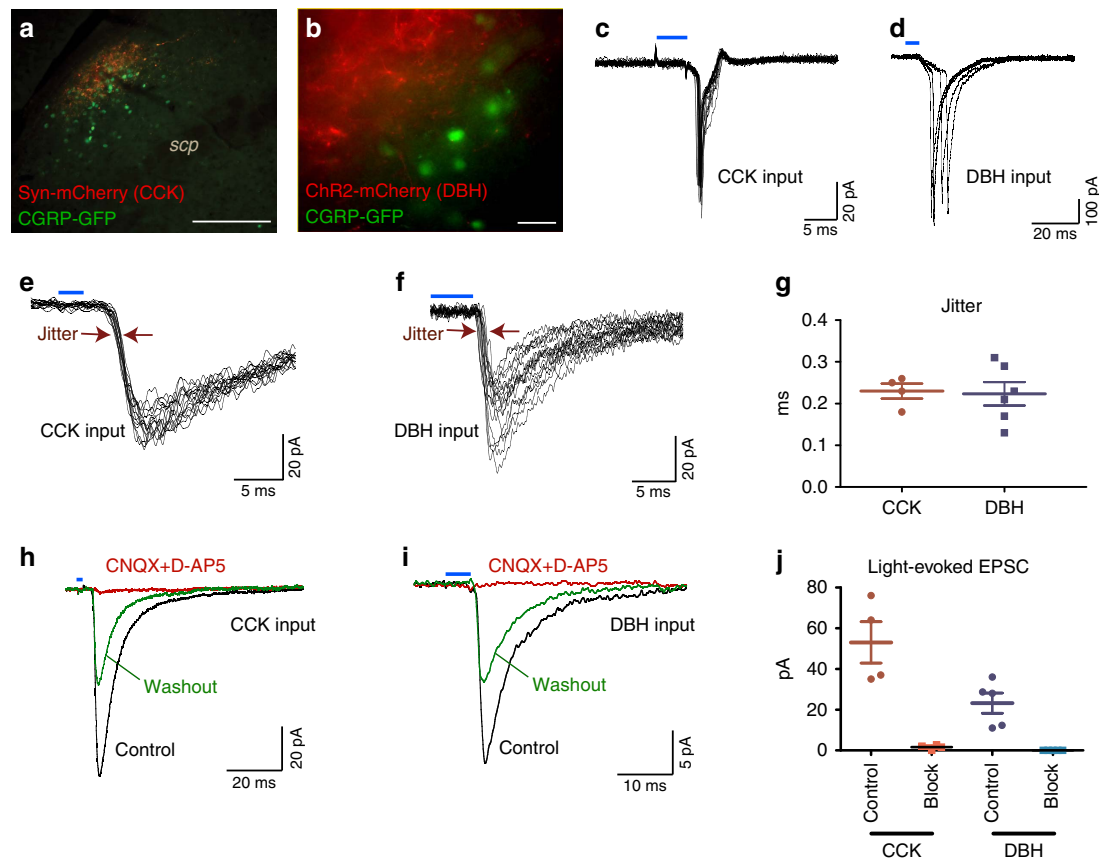 a
scp
Syn-mCherry (CCK)
CGRP-GFP
b
ChR2-mCherry (DBH)
CGRP-GFP
c
CCK input
20 pA
5 ms
d
DBH input
100 pA
20 ms
e
Jitter
CCK input
20 pA
5 ms
f
Jitter
DBH input
20 pA
5 ms
g
Jitter
0.4
0.3
0.2
0.1
0.0
ms
CCK
DBH
h
CNQX+D-AP5
CCK input
Washout
Control
20 pA
20 ms
i
CNQX+D-AP5
DBH input
Washout
Control
5 pA
10 ms
j
Light-evoked EPSC
80
60
40
20
0
pA
Control
Block
Control
Block
CCK
DBH